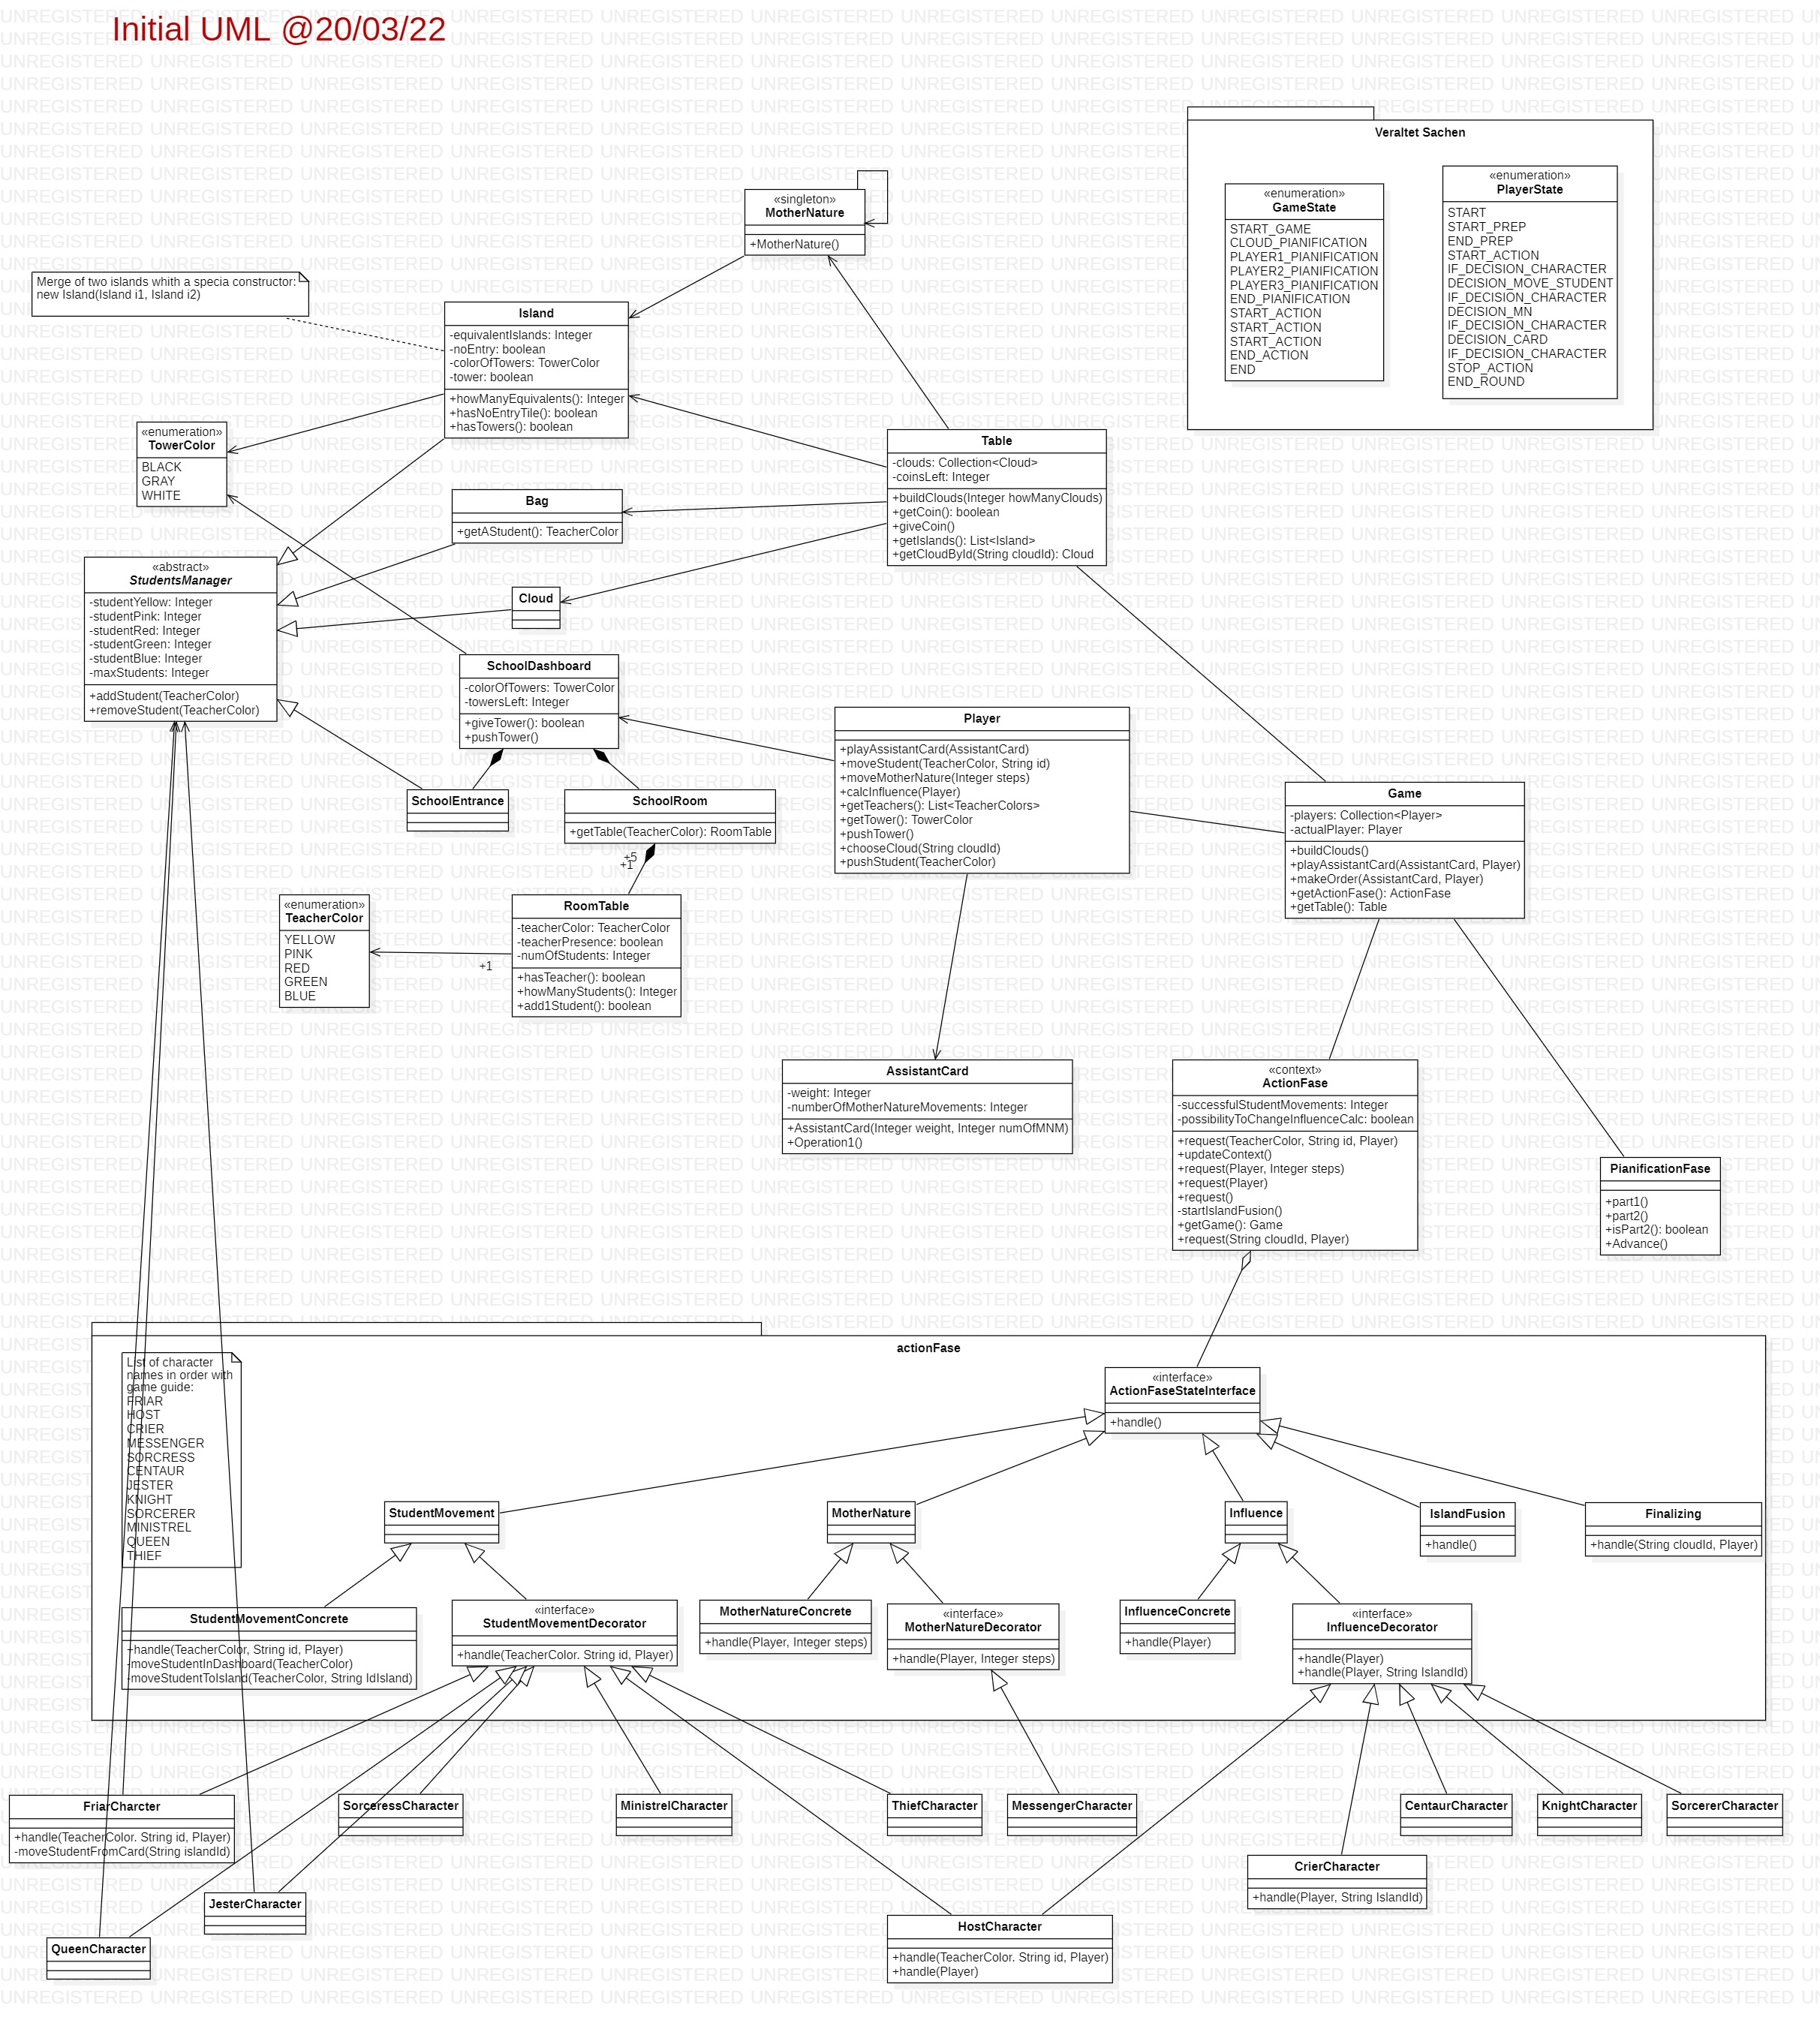 Initial UML @20/03/22
Veraltet Sachen
«enumeration»
GameState
START_GAME
CLOUD_PIANIFICATION
PLAYER1_PIANIFICATION
PLAYER2_PIANIFICATION
PLAYER3_PIANIFICATION
END_PIANIFICATION
START_ACTION
START_ACTION
START_ACTION
END_ACTION
END
«enumeration»
PlayerState
START
START_PREP
END_PREP
START_ACTION
IF_DECISION_CHARACTER
DECISION_MOVE_STUDENT
IF_DECISION_CHARACTER
DECISION_MN
IF_DECISION_CHARACTER
DECISION_CARD
IF_DECISION_CHARACTER
STOP_ACTION
END_ROUND
«singleton»
MotherNature
+MotherNature()
Merge of two islands whith a specia constructor:
new Island(Island i1, Island i2)
Island
-equivalentIslands: Integer
-noEntry: boolean
-colorOfTowers: TowerColor
-tower: boolean
+howManyEquivalents(): Integer
+hasNoEntryTile(): boolean
+hasTowers(): boolean
«enumeration»
TowerColor
BLACK
GRAY
WHITE
Table
-clouds: Collection<Cloud>
-coinsLeft: Integer
+buildClouds(Integer howManyClouds)
+getCoin(): boolean
+giveCoin()
+getIslands(): List<Island>
+getCloudById(String cloudId): Cloud
Bag
+getAStudent(): TeacherColor
«abstract»
StudentsManager
-studentYellow: Integer
-studentPink: Integer
-studentRed: Integer
-studentGreen: Integer
-studentBlue: Integer
-maxStudents: Integer
+addStudent(TeacherColor)
+removeStudent(TeacherColor)
Cloud
SchoolDashboard
-colorOfTowers: TowerColor
-towersLeft: Integer
+giveTower(): boolean
+pushTower()
Player
+playAssistantCard(AssistantCard)
+moveStudent(TeacherColor, String id)
+moveMotherNature(Integer steps)
+calcInfluence(Player)
+getTeachers(): List<TeacherColors>
+getTower(): TowerColor
+pushTower()
+chooseCloud(String cloudId)
+pushStudent(TeacherColor)
Game
-players: Collection<Player>
-actualPlayer: Player
+buildClouds()
+playAssistantCard(AssistantCard, Player)
+makeOrder(AssistantCard, Player)
+getActionFase(): ActionFase
+getTable(): Table
SchoolEntrance
SchoolRoom
+getTable(TeacherColor): RoomTable
+5
+1
«enumeration»
TeacherColor
YELLOW
PINK
RED
GREEN
BLUE
+1
RoomTable
-teacherColor: TeacherColor
-teacherPresence: boolean
-numOfStudents: Integer
+hasTeacher(): boolean
+howManyStudents(): Integer
+add1Student(): boolean
AssistantCard
-weight: Integer
-numberOfMotherNatureMovements: Integer
+AssistantCard(Integer weight, Integer numOfMNM)
+Operation1()
«context»
ActionFase
-successfulStudentMovements: Integer
-possibilityToChangeInfluenceCalc: boolean
+request(TeacherColor, String id, Player)
+updateContext()
+request(Player, Integer steps)
+request(Player)
+request()
-startIslandFusion()
+getGame(): Game
+request(String cloudId, Player)
PianificationFase
+part1()
+part2()
+isPart2(): boolean
+Advance()
actionFase
List of character
names in order with
game guide:
FRIAR
HOST
CRIER
MESSENGER
SORCRESS
CENTAUR
JESTER
KNIGHT
SORCERER
MINISTREL
QUEEN
THIEF
«interface»
ActionFaseStateInterface
+handle()
StudentMovement
MotherNature
Influence
IslandFusion
+handle()
Finalizing
+handle(String cloudId, Player)
StudentMovementConcrete
+handle(TeacherColor, String id, Player)
-moveStudentInDashboard(TeacherColor)
-moveStudentToIsland(TeacherColor, String IdIsland)
«interface»
StudentMovementDecorator
+handle(TeacherColor. String id, Player)
MotherNatureConcrete
+handle(Player, Integer steps)
«interface»
MotherNatureDecorator
+handle(Player, Integer steps)
InfluenceConcrete
+handle(Player)
«interface»
InfluenceDecorator
+handle(Player)
+handle(Player, String IslandId)
FriarCharcter
+handle(TeacherColor. String id, Player)
-moveStudentFromCard(String islandId)
SorceressCharacter
MinistrelCharacter
ThiefCharacter
MessengerCharacter
CentaurCharacter
KnightCharacter
SorcererCharacter
CrierCharacter
+handle(Player, String IslandId)
JesterCharacter
HostCharacter
+handle(TeacherColor. String id, Player)
+handle(Player)
QueenCharacter
UNREGISTERED